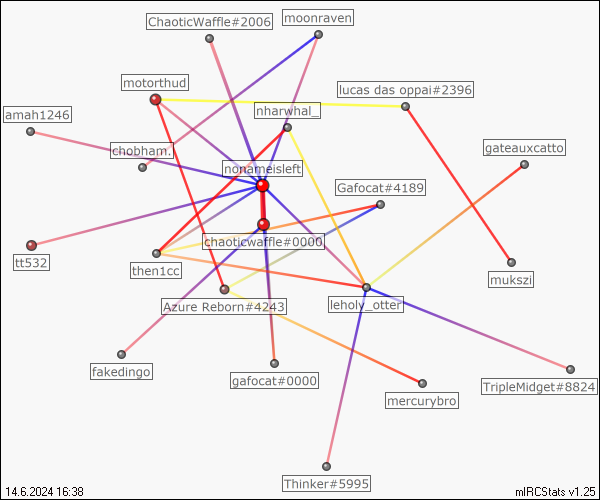 ChaoticWaffle#2006
moonraven
motorthud
lucas das oppai#2396
amah1246
nharwhal_
chobham.
gateauxcatto
nonameisleft
Gafocat#4189
chaoticwaffle#0000
tt532
then1cc
mukszi
Azure Reborn#4243
leholy_otter
fakedingo
gafocat#0000
TripleMidget#8824
mercurybro
Thinker#5995
14.6.2024 16:38
mIRCStats v1.25